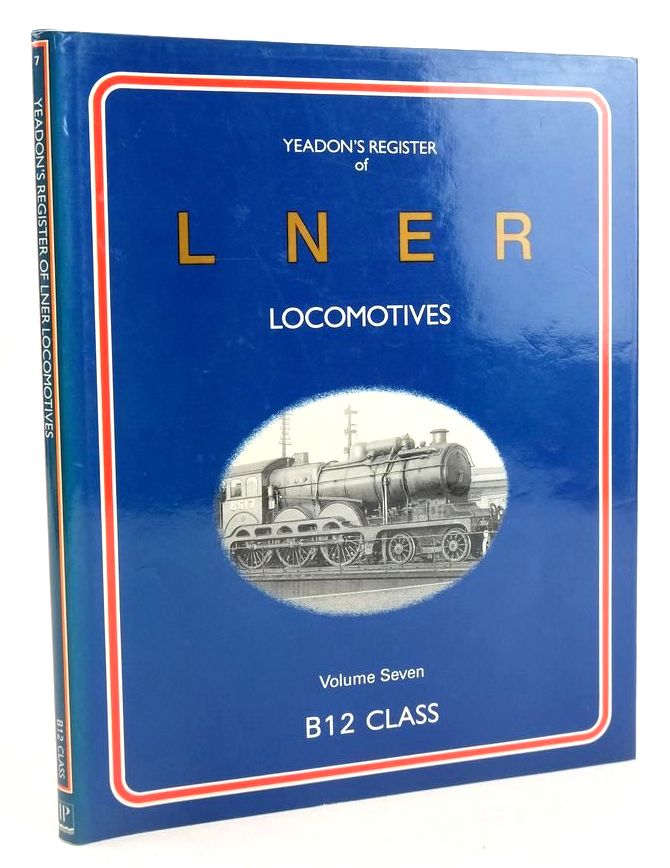 YEADON'S REGISTER
of
L N E R
LOCOMOTIVES
Volume Seven
B12 CLASS
7
YEADON'S REGISTER OF LNER LOCOMOTIVES
B12 CLASS